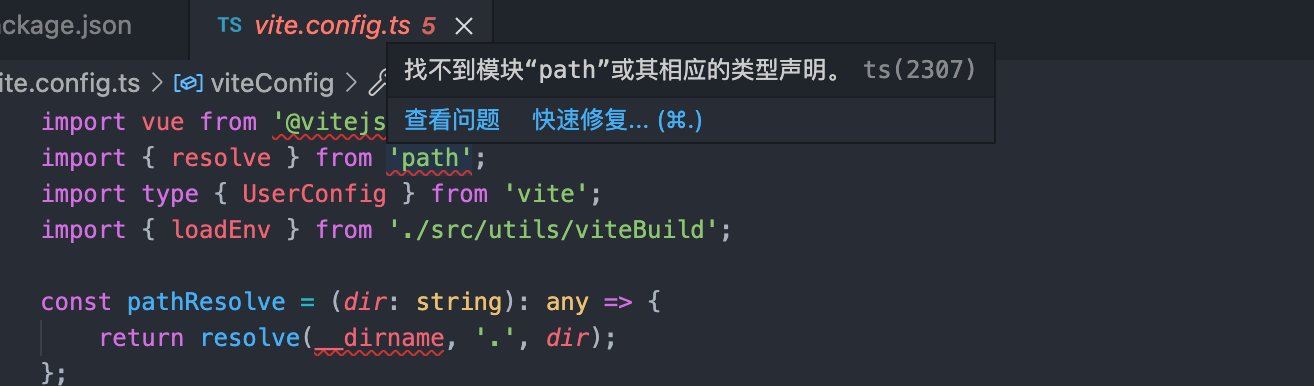 ckage.json
TS vite.config.ts 5
ite.config.ts > viteConfig >
找不到模块“path”或其相应的类型声明。 ts(2307)
查看问题 快速修复... (⌘.)
import vue from '@vitejs
import { resolve } from 'path';
import type { UserConfig } from 'vite';
import { loadEnv } from './src/utils/viteBuild';
const pathResolve = (dir: string): any => {
return resolve(__dirname, '.', dir);
};